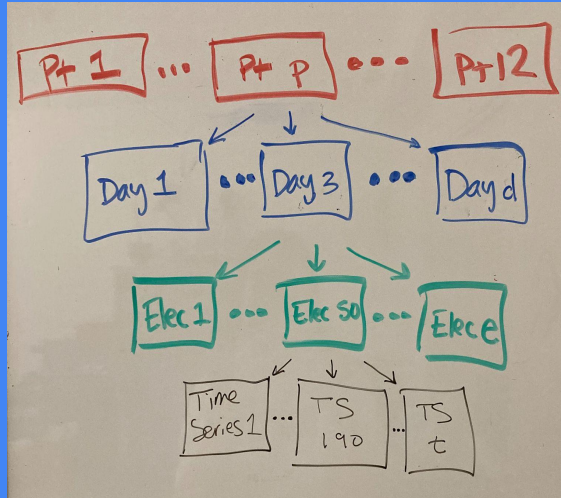 Pt 1 ... Pt p ... Pt 12
Day 1 ... Day 3 ... Day d
Elec 1 ... Elec 50 ... Elec e
Time ... TS ... TS
Series 1 190 t